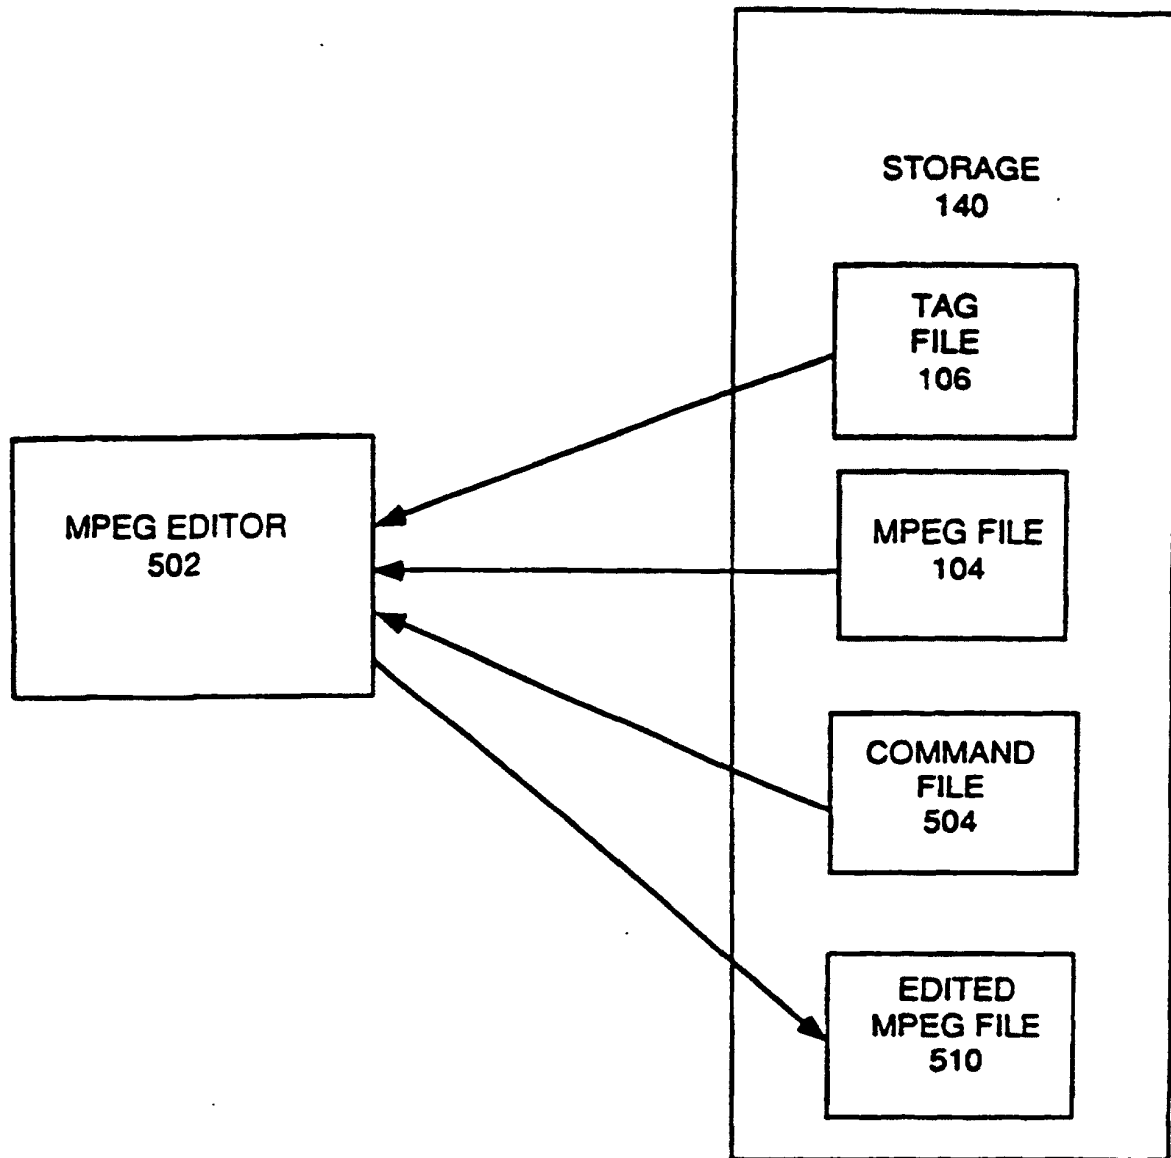 STORAGE
140
TAG
FILE
106
MPEG EDITOR
502
MPEG FILE
104
COMMAND
FILE
504
EDITED
MPEG FILE
510